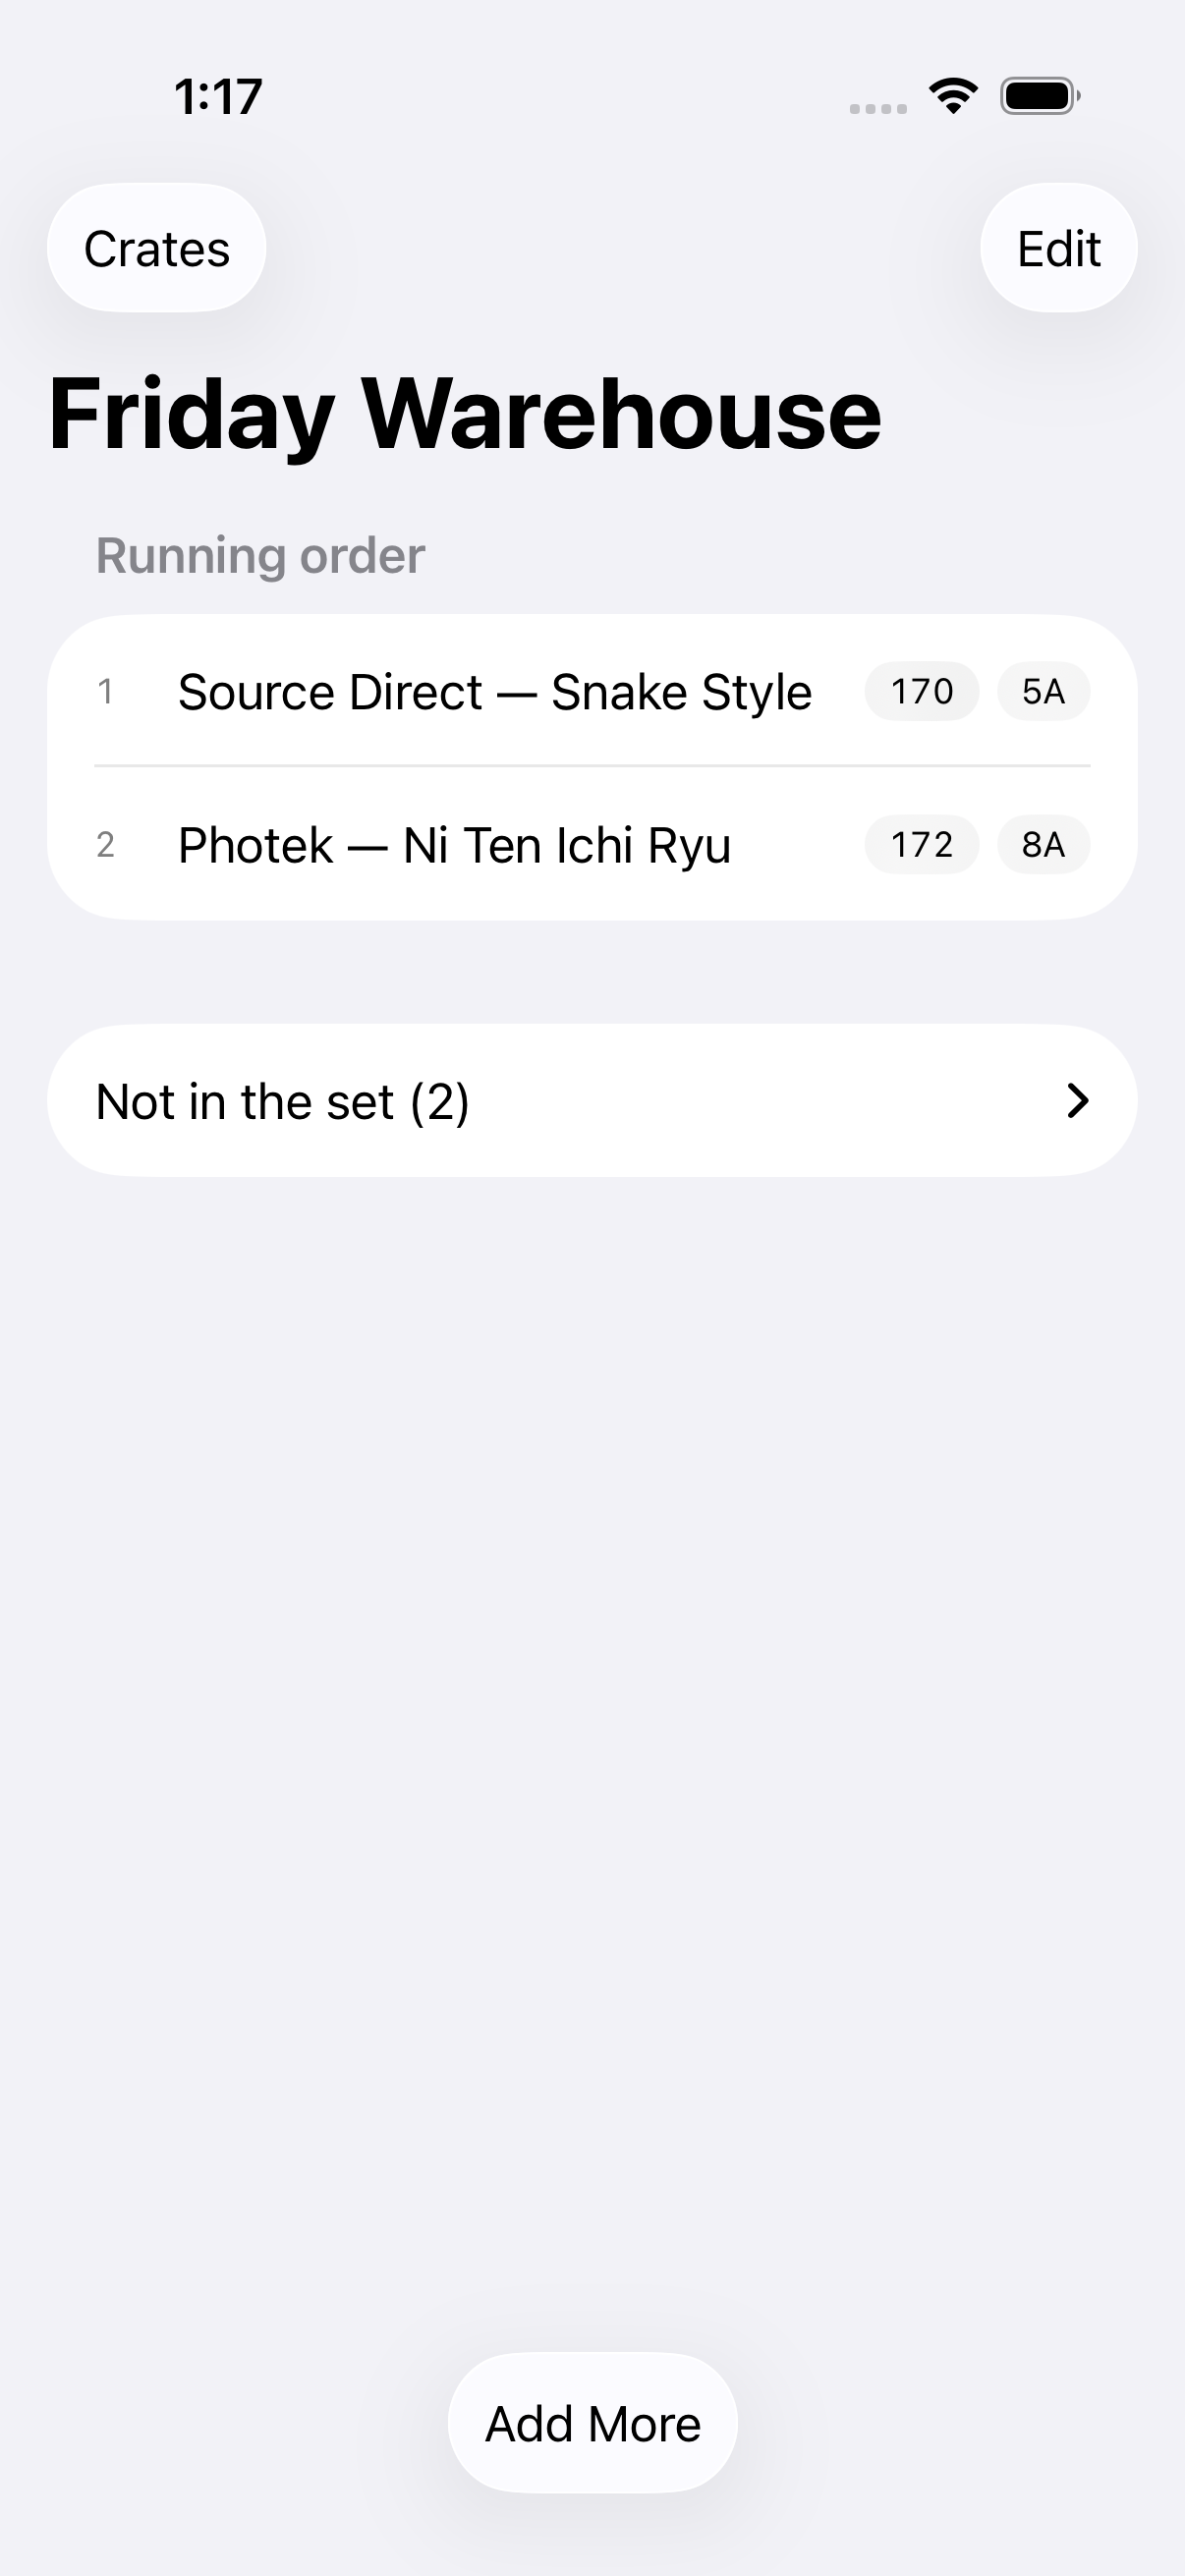 1:17
Crates
Edit
Friday Warehouse
Running order
1 Source Direct — Snake Style 170 5A
2 Photek — Ni Ten Ichi Ryu 172 8A
Not in the set (2)
Add More